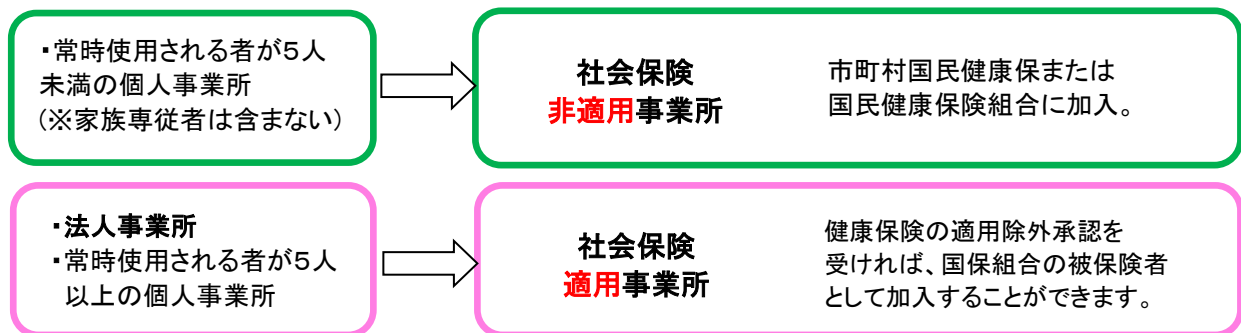 ・常時使用される者が５人
未満の個人事業所
(※家族専従者は含まない)
社会保険
非適用事業所
市町村国民健康保または
国民健康保険組合に加入。
・法人事業所
・常時使用される者が５人
以上の個人事業所
社会保険
適用事業所
健康保険の適用除外承認を
受ければ、国保組合の被保険者
として加入することができます。